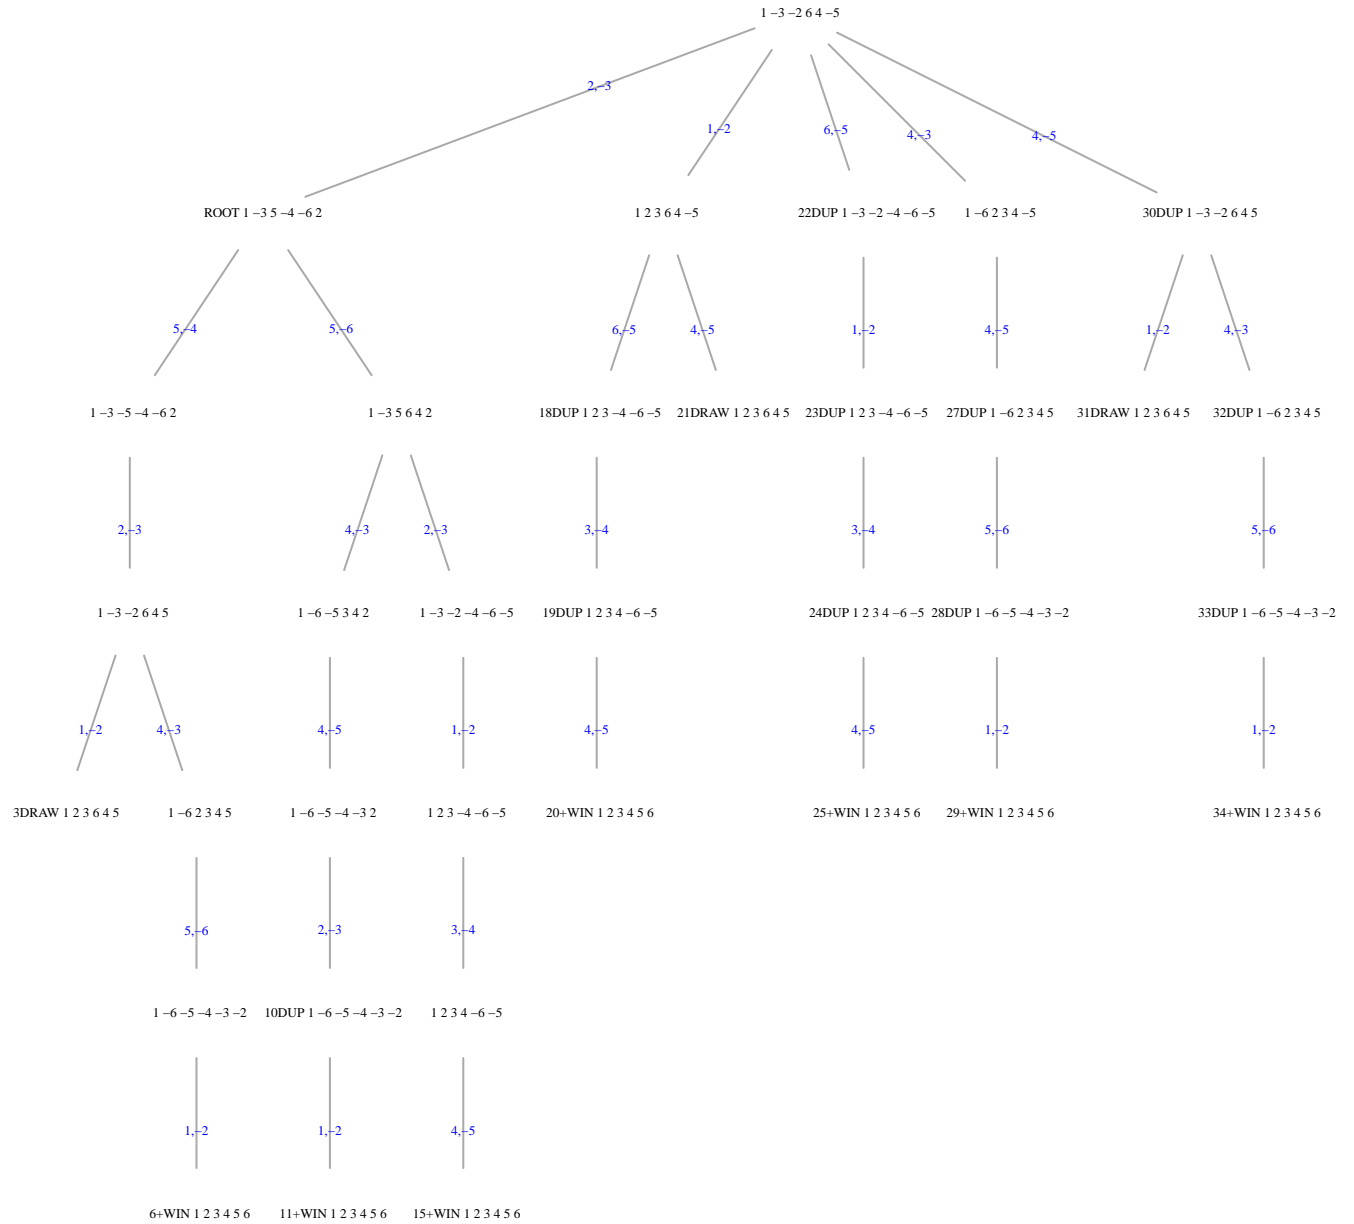 1 −3 −2 6 4 −5
2,−3
1,−2
6,−5
4,−3
4,−5
ROOT 1 −3 5 −4 −6 2
1 2 3 6 4 −5
22DUP 1 −3 −2 −4 −6 −5
1 −6 2 3 4 −5
30DUP 1 −3 −2 6 4 5
5,−4
5,−6
6,−5
4,−5
1,−2
4,−5
1,−2
4,−3
1 −3 −5 −4 −6 2
1 −3 5 6 4 2
18DUP 1 2 3 −4 −6 −5
21DRAW 1 2 3 6 4 5
23DUP 1 2 3 −4 −6 −5
27DUP 1 −6 2 3 4 5
31DRAW 1 2 3 6 4 5
32DUP 1 −6 2 3 4 5
2,−3
4,−3
2,−3
3,−4
3,−4
5,−6
5,−6
1 −3 −2 6 4 5
1 −6 −5 3 4 2
1 −3 −2 −4 −6 −5
19DUP 1 2 3 4 −6 −5
24DUP 1 2 3 4 −6 −5
28DUP 1 −6 −5 −4 −3 −2
33DUP 1 −6 −5 −4 −3 −2
1,−2
4,−3
4,−5
1,−2
4,−5
4,−5
1,−2
1,−2
3DRAW 1 2 3 6 4 5
1 −6 2 3 4 5
1 −6 −5 −4 −3 2
1 2 3 −4 −6 −5
20+WIN 1 2 3 4 5 6
25+WIN 1 2 3 4 5 6
29+WIN 1 2 3 4 5 6
34+WIN 1 2 3 4 5 6
5,−6
2,−3
3,−4
1 −6 −5 −4 −3 −2
10DUP 1 −6 −5 −4 −3 −2
1 2 3 4 −6 −5
1,−2
1,−2
4,−5
6+WIN 1 2 3 4 5 6
11+WIN 1 2 3 4 5 6
15+WIN 1 2 3 4 5 6